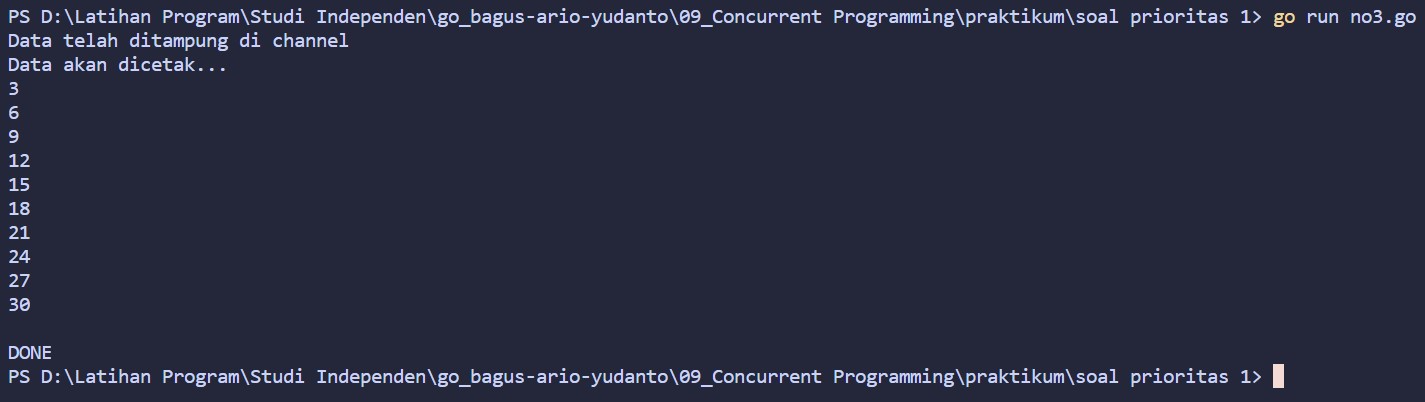 PS D:\Latihan Program\Studi Independen\go_bagus-ario-yudanto\09_Concurrent Programming\praktikum\soal prioritas 1> go run no3.go
Data telah ditampung di channel
Data akan dicetak...
3
6
9
12
15
18
21
24
27
30
DONE
PS D:\Latihan Program\Studi Independen\go_bagus-ario-yudanto\09_Concurrent Programming\praktikum\soal prioritas 1>